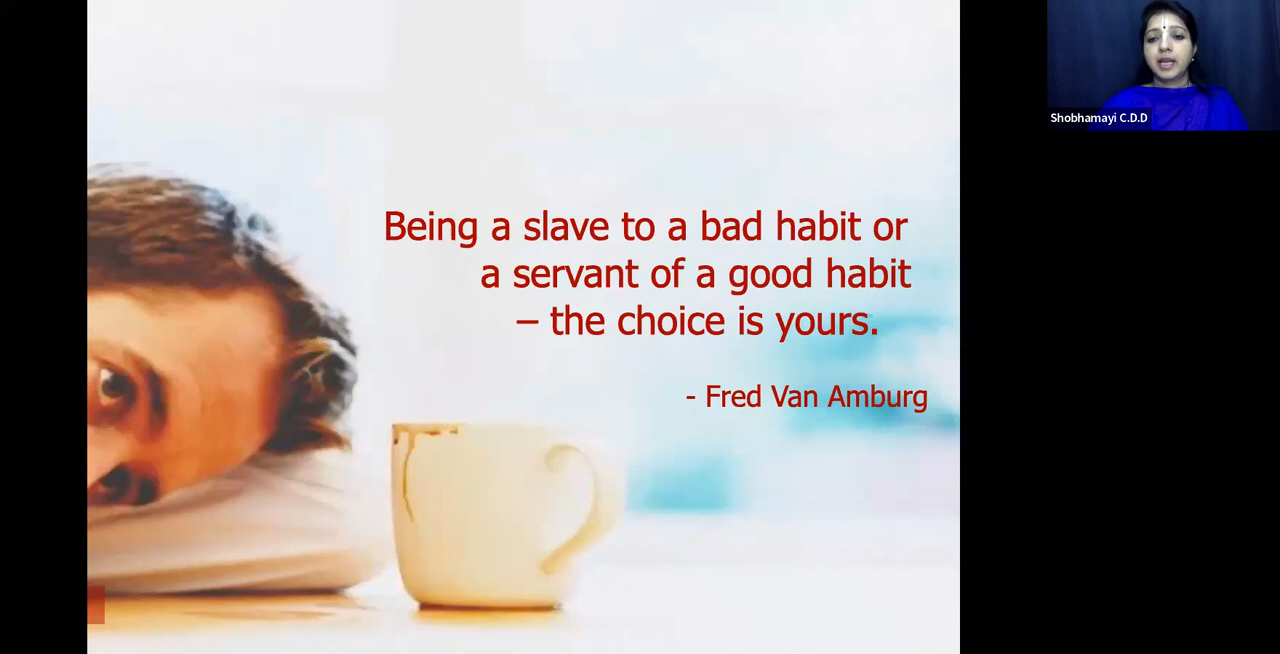 Being a slave to a bad habit or
a servant of a good habit
– the choice is yours.
- Fred Van Amburg
Shobhamayi C.D.D